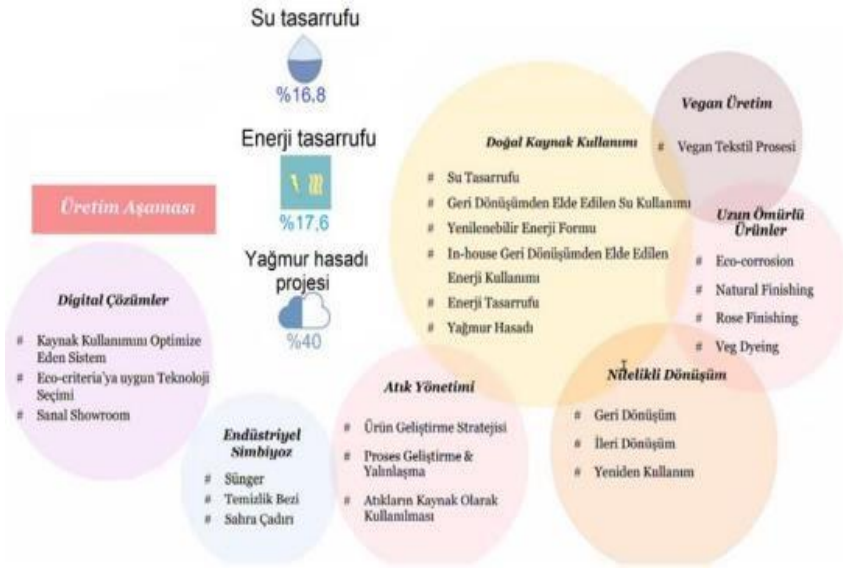 Su tasarrufu
%16.8
Enerji tasarrufu
%17,6
Yağmur hasadı
projesi
%40
Üretim Aşaması
Digital Çözümler
# Kaynak Kullanımını Optimize
Eden Sistem
# Eco-criteria'ya uygun Teknoloji
Seçimi
# Sanal Showroom
Endüstriyel
Simbiyoz
# Sünger
# Temizlik Bezi
# Sahra Çadırı
Atık Yönetimi
# Ürün Geliştirme Stratejisi
# Proses Geliştirme &
Yalınlaşma
# Atıkların Kaynak Olarak
Kullanılması
Doğal Kaynak Kullanımı
# Su Tasarrufu
# Geri Dönüşümden Elde Edilen Su Kullanımı
# Yenilenebilir Enerji Formu
# In-house Geri Dönüşümden Elde Edilen
Enerji Kullanımı
# Enerji Tasarrufu
# Yağmur Hasadı
Vegan Üretim
# Vegan Tekstil Prosesi
Uzun Ömürlü
Ürünler
# Eco-corrosion
# Natural Finishing
# Rose Finishing
# Veg Dyeing
Nitelikli Dönüşüm
# Geri Dönüşüm
# İleri Dönüşüm
# Yeniden Kullanım